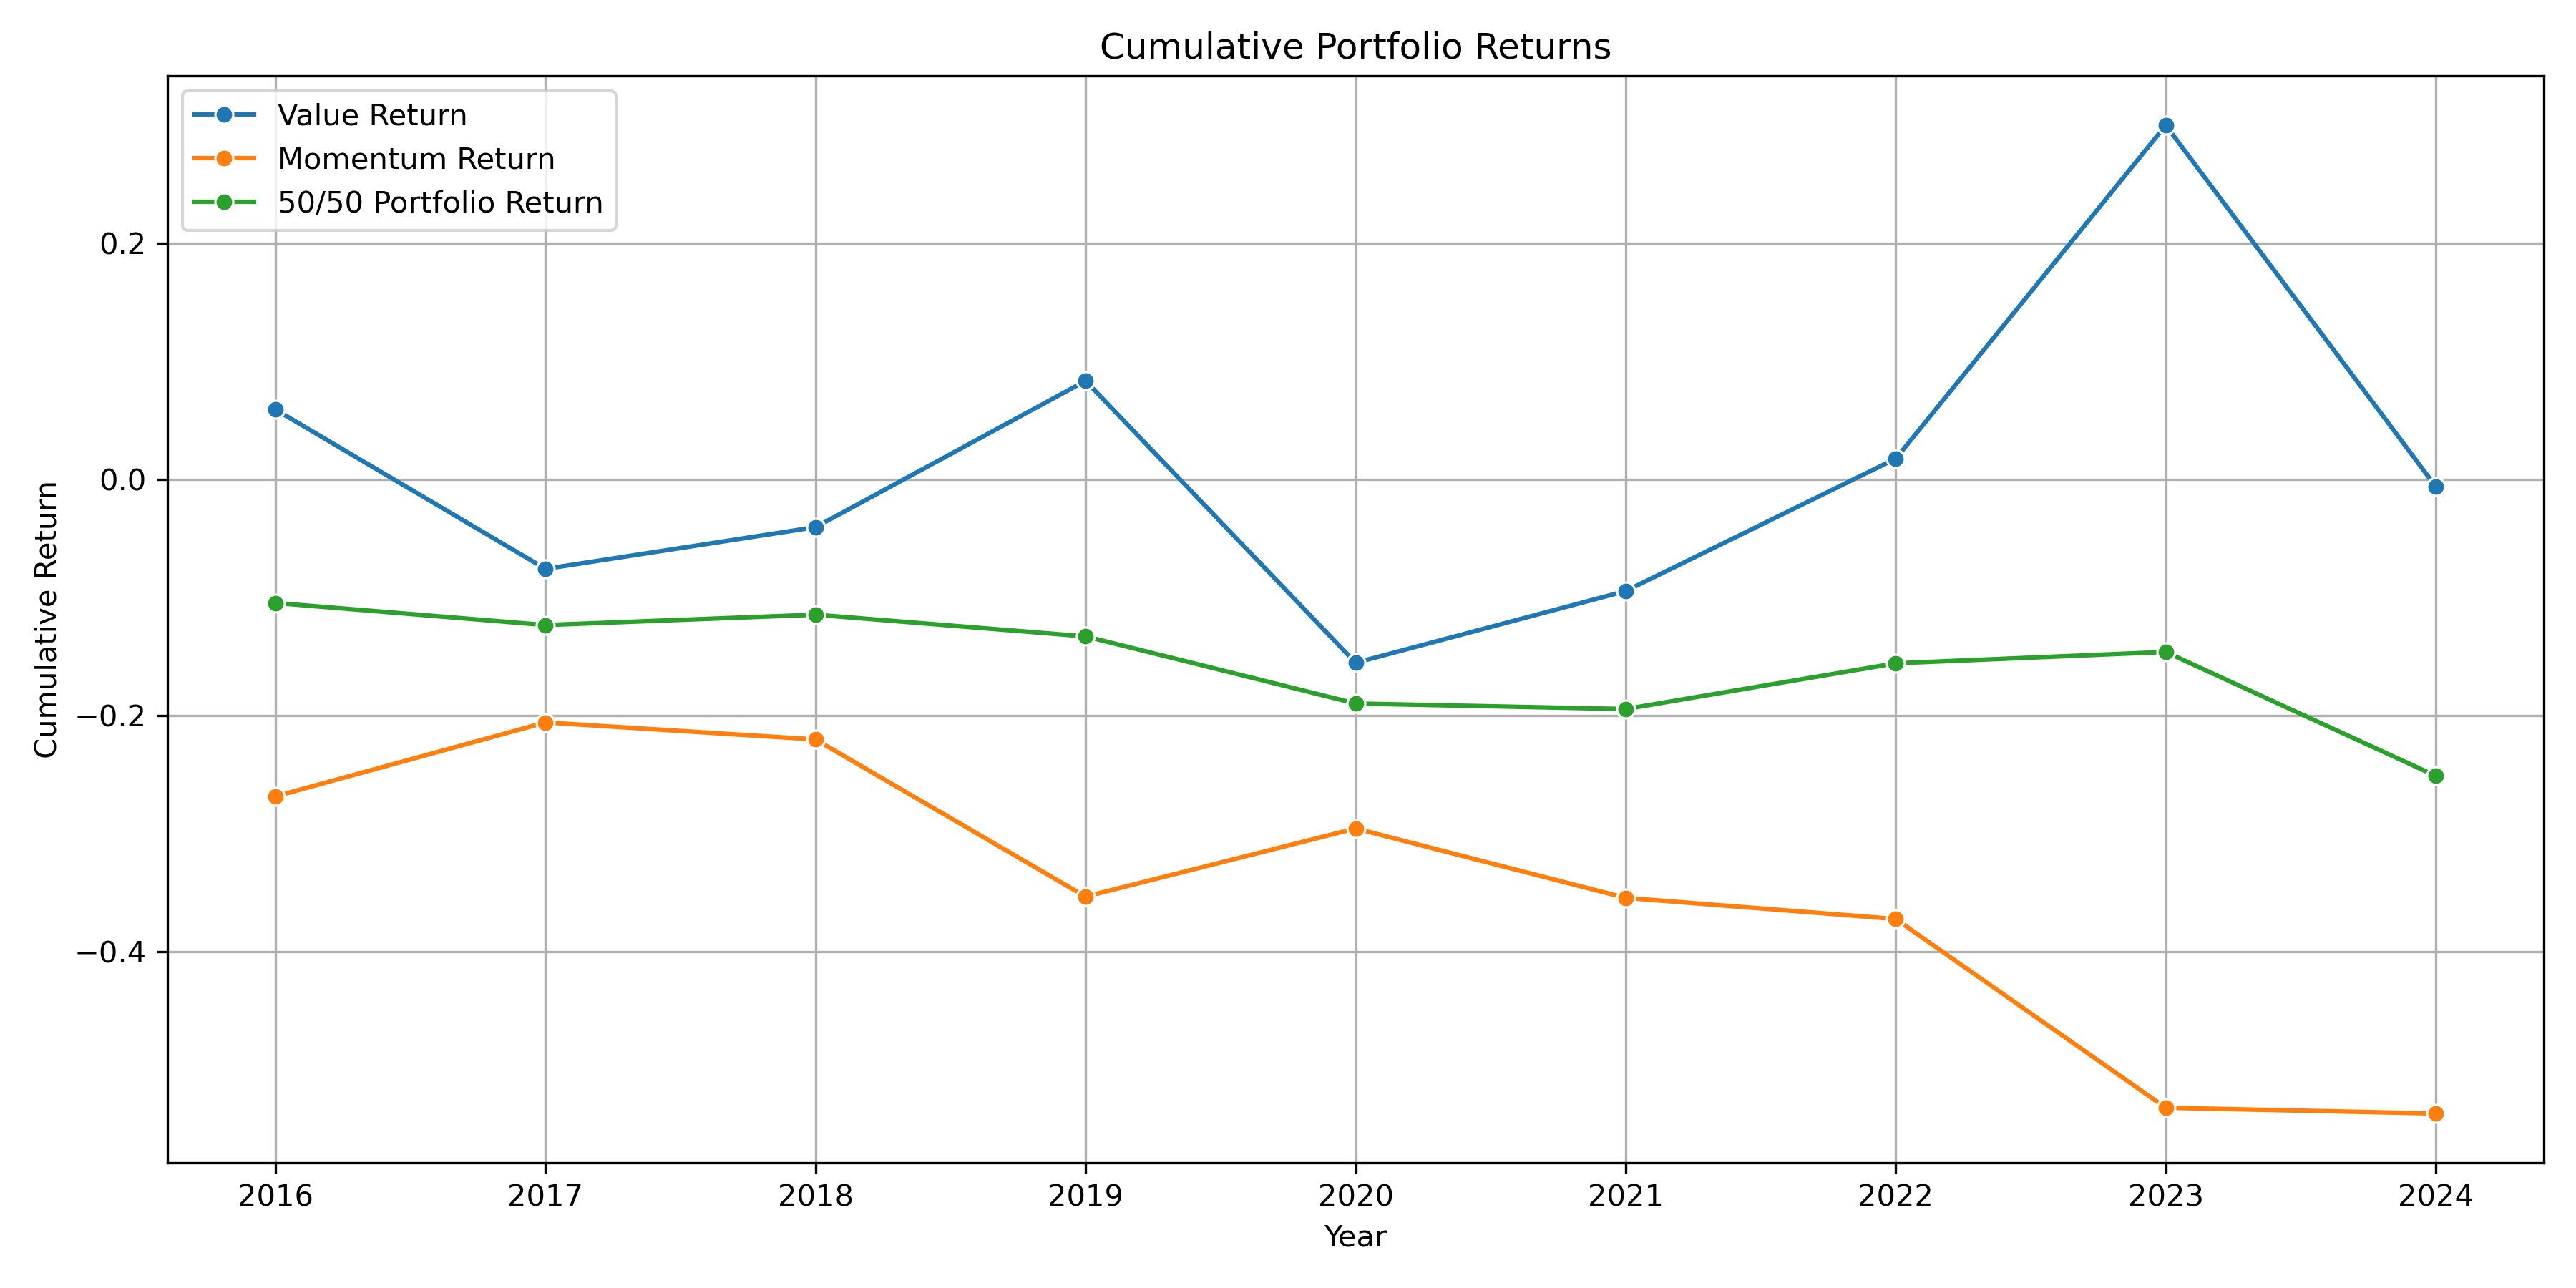 Cumulative Portfolio Returns
Value Return
Momentum Return
50/50 Portfolio Return
0.2
0.0
−0.2
−0.4
Cumulative Return
2016 2017 2018 2019 2020 2021 2022 2023 2024
Year